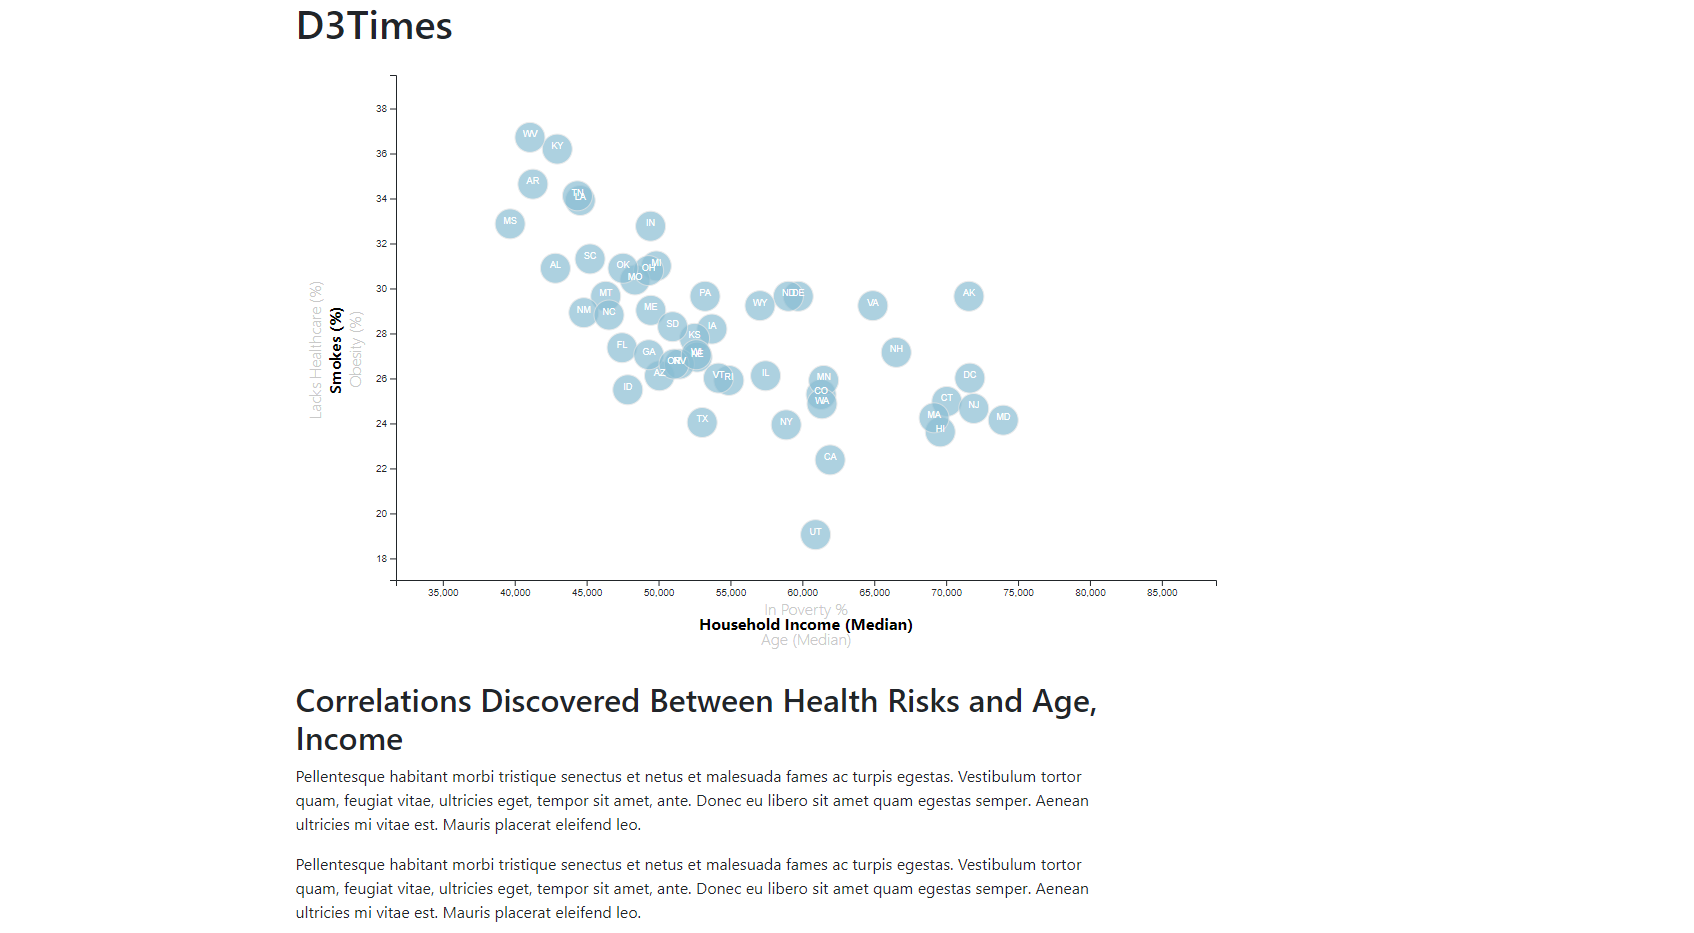 D3Times
38
36
34
32
30
28
26
24
22
20
18
Lacks Healthcare (%)
Smokes (%)
Obesity (%)
WV
KY
AR
TN
LA
MS
IN
SC
AL
OK
MI
OH
MO
MT
PA
ND
DE
AK
WY
VA
NM
NC
ME
SD
IA
KS
FL
GA
WI
NE
NH
OR
NV
AZ
VT
RI
IL
MN
DC
ID
CO
WA
CT
NJ
MA
MD
HI
TX
NY
CA
UT
35,000 40,000 45,000 50,000 55,000 60,000 65,000 70,000 75,000 80,000 85,000
In Poverty %
Household Income (Median)
Age (Median)
Correlations Discovered Between Health Risks and Age,
Income
Pellentesque habitant morbi tristique senectus et netus et malesuada fames ac turpis egestas. Vestibulum tortor
quam, feugiat vitae, ultricies eget, tempor sit amet, ante. Donec eu libero sit amet quam egestas semper. Aenean
ultricies mi vitae est. Mauris placerat eleifend leo.
Pellentesque habitant morbi tristique senectus et netus et malesuada fames ac turpis egestas. Vestibulum tortor
quam, feugiat vitae, ultricies eget, tempor sit amet, ante. Donec eu libero sit amet quam egestas semper. Aenean
ultricies mi vitae est. Mauris placerat eleifend leo.